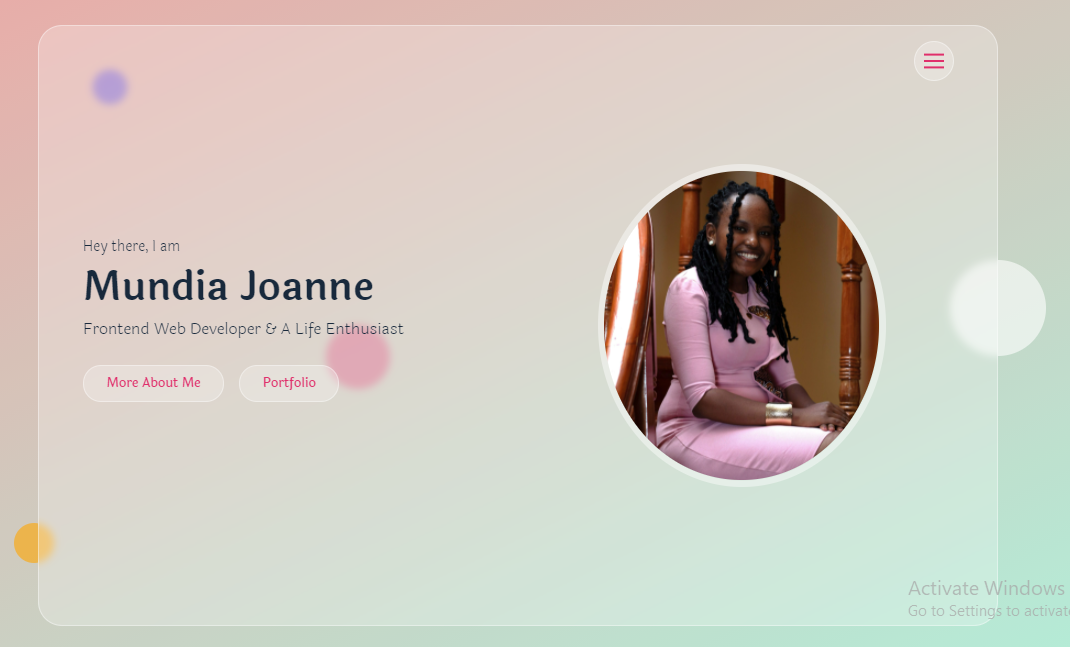 Hey there, I am
Mundia Joanne
Frontend Web Developer & A Life Enthusiast
More About Me
Portfolio
Activate Windows
Go to Settings to activate